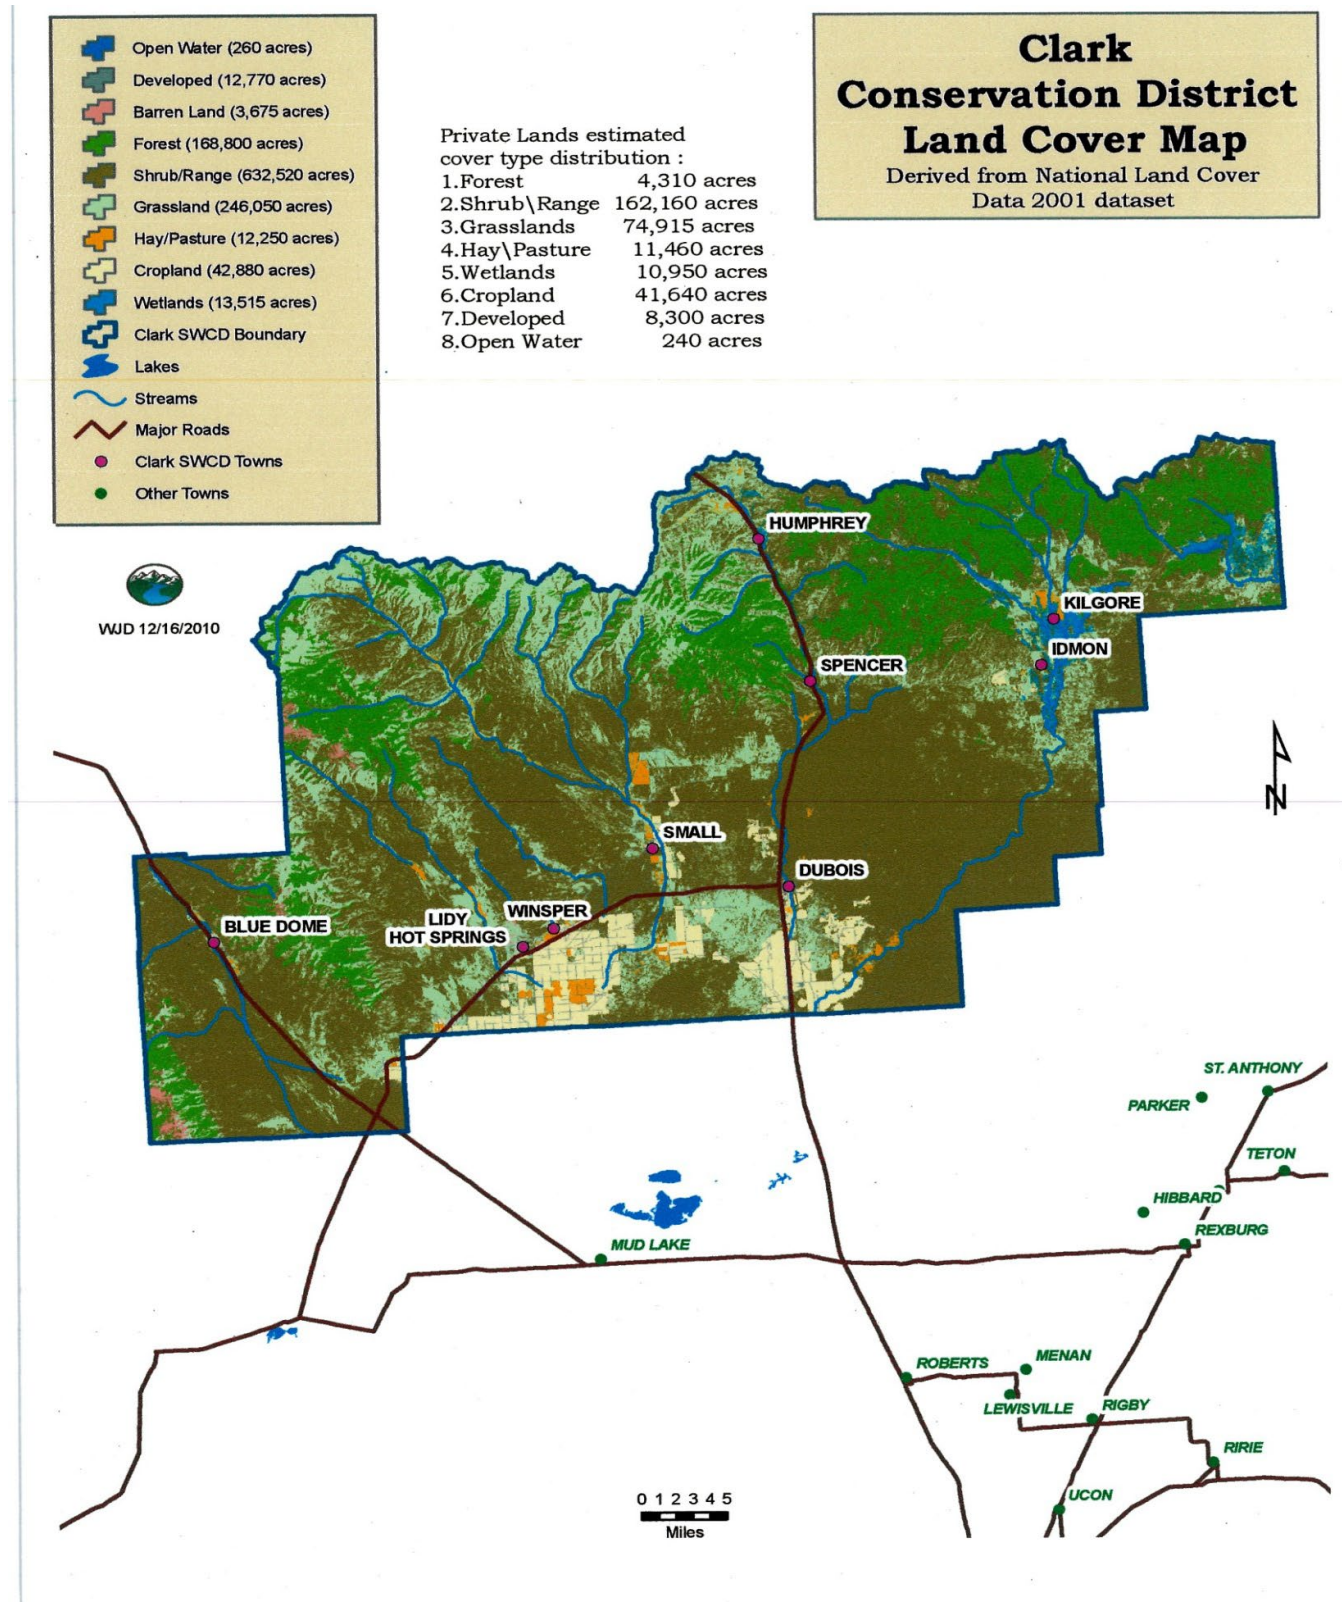 Open Water (260 acres)
Developed (12,770 acres)
Barren Land (3,675 acres)
Forest (168,800 acres)
Shrub/Range (632,520 acres)
Grassland (246,050 acres)
Hay/Pasture (12,250 acres)
Cropland (42,880 acres)
Wetlands (13,515 acres)
Clark SWCD Boundary
Lakes
Streams
Major Roads
Clark SWCD Towns
Other Towns
Private Lands estimated
cover type distribution :
1.Forest 4,310 acres
2.Shrub\Range 162,160 acres
3.Grasslands 74,915 acres
4.Hay\Pasture 11,460 acres
5.Wetlands 10,950 acres
6.Cropland 41,640 acres
7.Developed 8,300 acres
8.Open Water 240 acres
Clark
Conservation District
Land Cover Map
Derived from National Land Cover
Data 2001 dataset
WJD 12/16/2010
HUMPHREY
KILGORE
IDMON
SPENCER
SMALL
DUBOIS
BLUE DOME
LIDY
HOT SPRINGS
WINSPER
N
ST. ANTHONY
PARKER
TETON
HIBBARD
REXBURG
MUD LAKE
ROBERTS
MENAN
LEWISVILLE
RIGBY
RIRIE
UCON
0 1 2 3 4 5
Miles